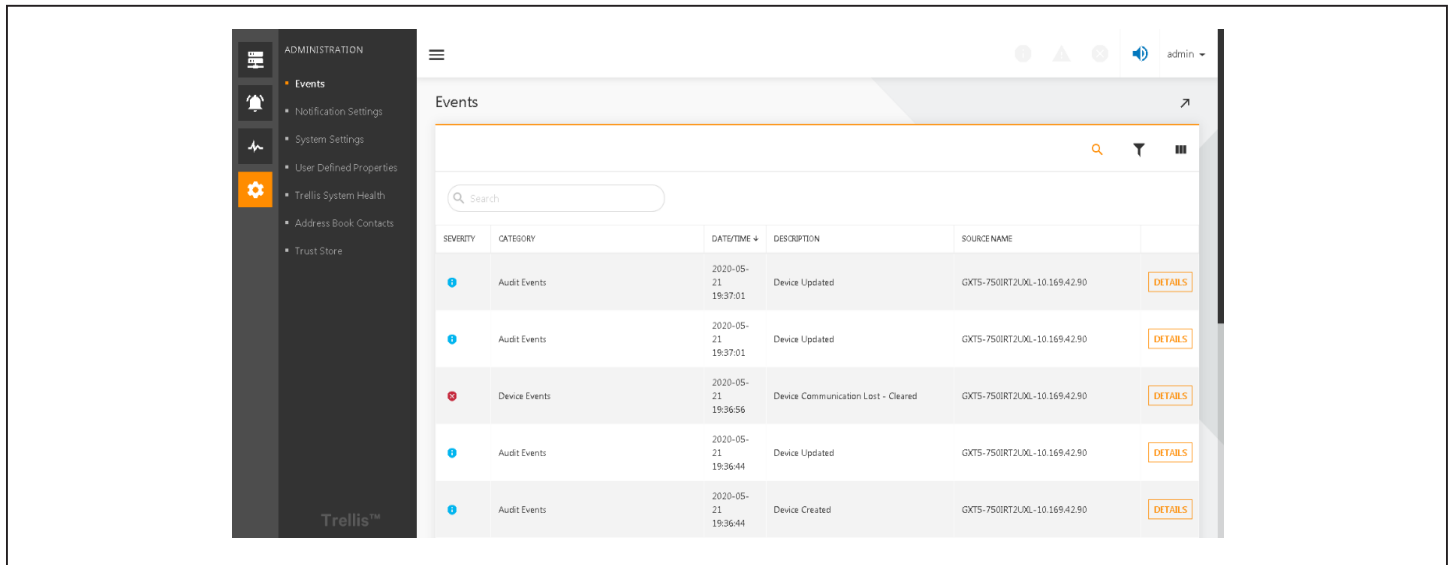 ADMINISTRATION
Events
Notification Settings
System Settings
User Defined Properties
Trellis System Health
Address Book Contacts
Trust Store
Trellis™
admin
Events
Search
SEVERITY CATEGORY DATE/TIME ↓ DESCRIPTION SOURCE NAME
2020-05-
21
19:37:01
Audit Events Device Updated GXT5-750IRT2UXL-10.169.42.90 DETAILS
2020-05-
21
19:37:01
Audit Events Device Updated GXT5-750IRT2UXL-10.169.42.90 DETAILS
2020-05-
21
19:36:56
Device Events Device Communication Lost - Cleared GXT5-750IRT2UXL-10.169.42.90 DETAILS
2020-05-
21
19:36:44
Audit Events Device Updated GXT5-750IRT2UXL-10.169.42.90 DETAILS
2020-05-
21
19:36:44
Audit Events Device Created GXT5-750IRT2UXL-10.169.42.90 DETAILS